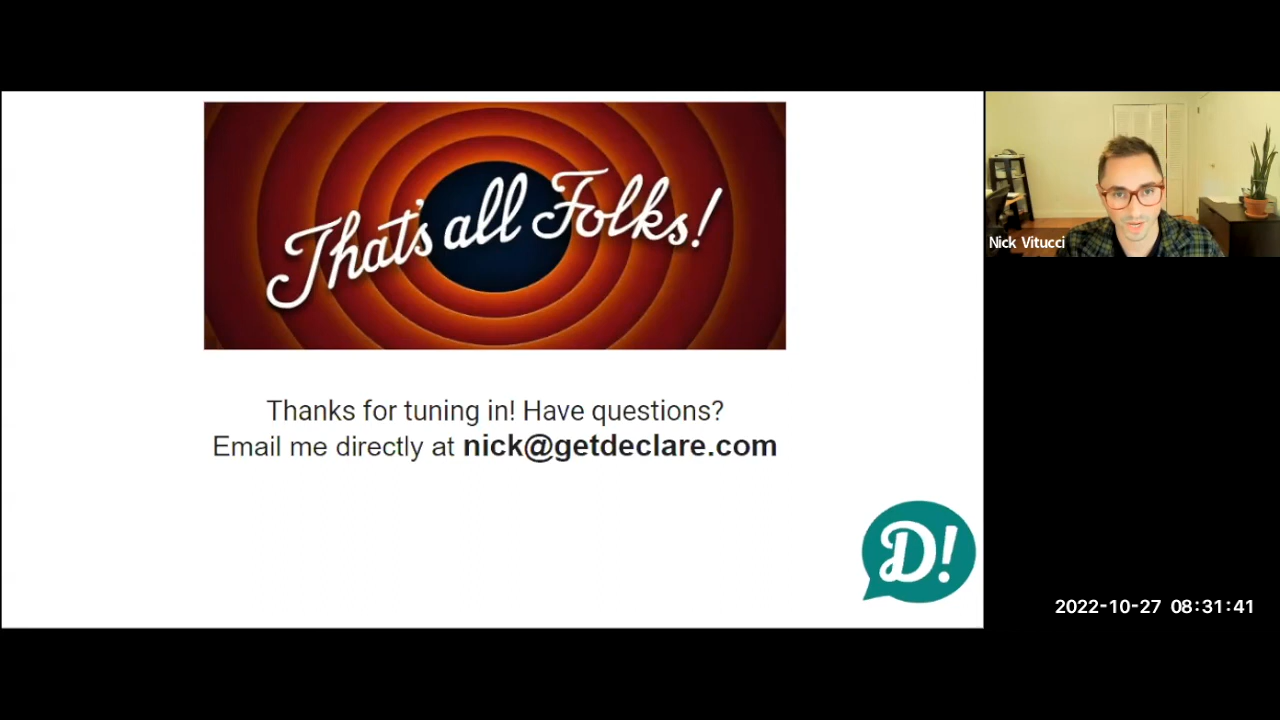 That's all Folks!
Thanks for tuning in! Have questions?
Email me directly at nick@getdeclare.com
D!
Nick Vitucci
2022-10-27 08:31:41